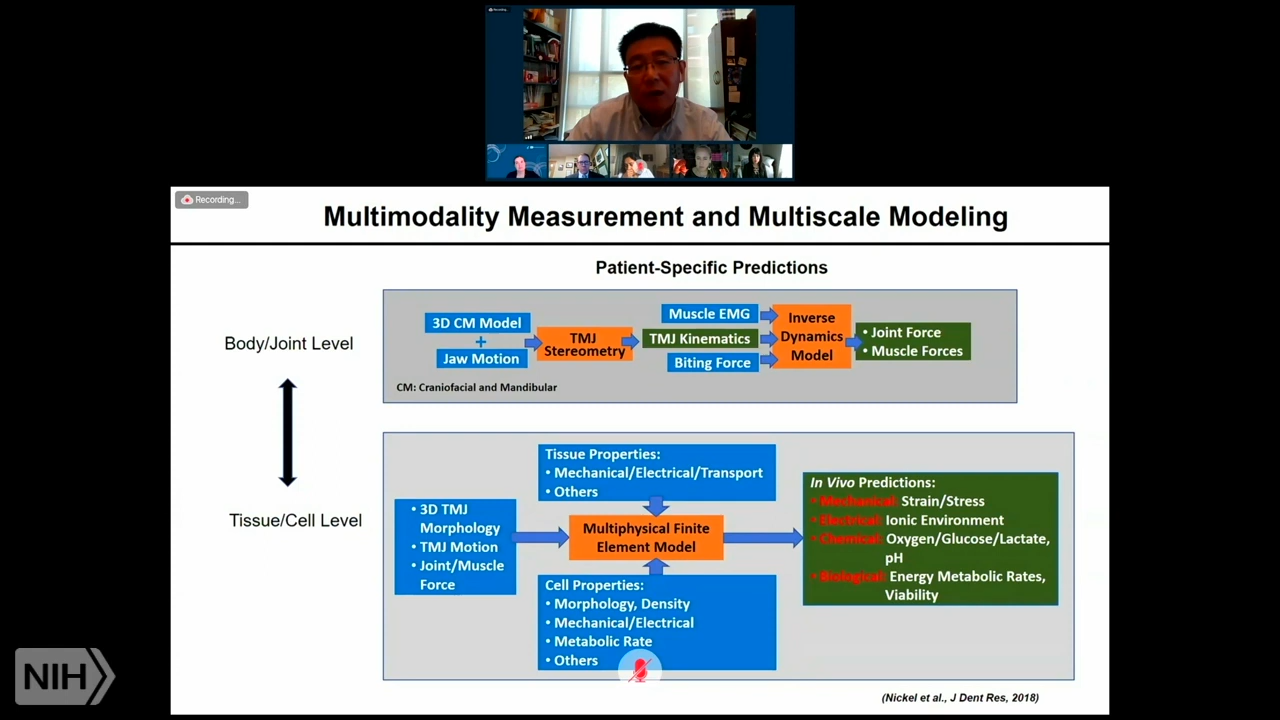 Recording...
Multimodality Measurement and Multiscale Modeling
Patient-Specific Predictions
Body/Joint Level
3D CM Model
+
Jaw Motion
TMJ
Stereometry
Muscle EMG
TMJ Kinematics
Biting Force
Inverse
Dynamics
Model
• Joint Force
• Muscle Forces
CM: Craniofacial and Mandibular
Tissue/Cell Level
• 3D TMJ
Morphology
• TMJ Motion
• Joint/Muscle
Force
Tissue Properties:
• Mechanical/Electrical/Transport
• Others
Multiphysical Finite
Element Model
Cell Properties:
• Morphology, Density
• Mechanical/Electrical
• Metabolic Rate
• Others
In Vivo Predictions:
• Mechanical: Strain/Stress
• Electrical: Ionic Environment
• Chemical: Oxygen/Glucose/Lactate,
pH
• Biological: Energy Metabolic Rates,
Viability
(Nickel et al., J Dent Res, 2018)
NIH